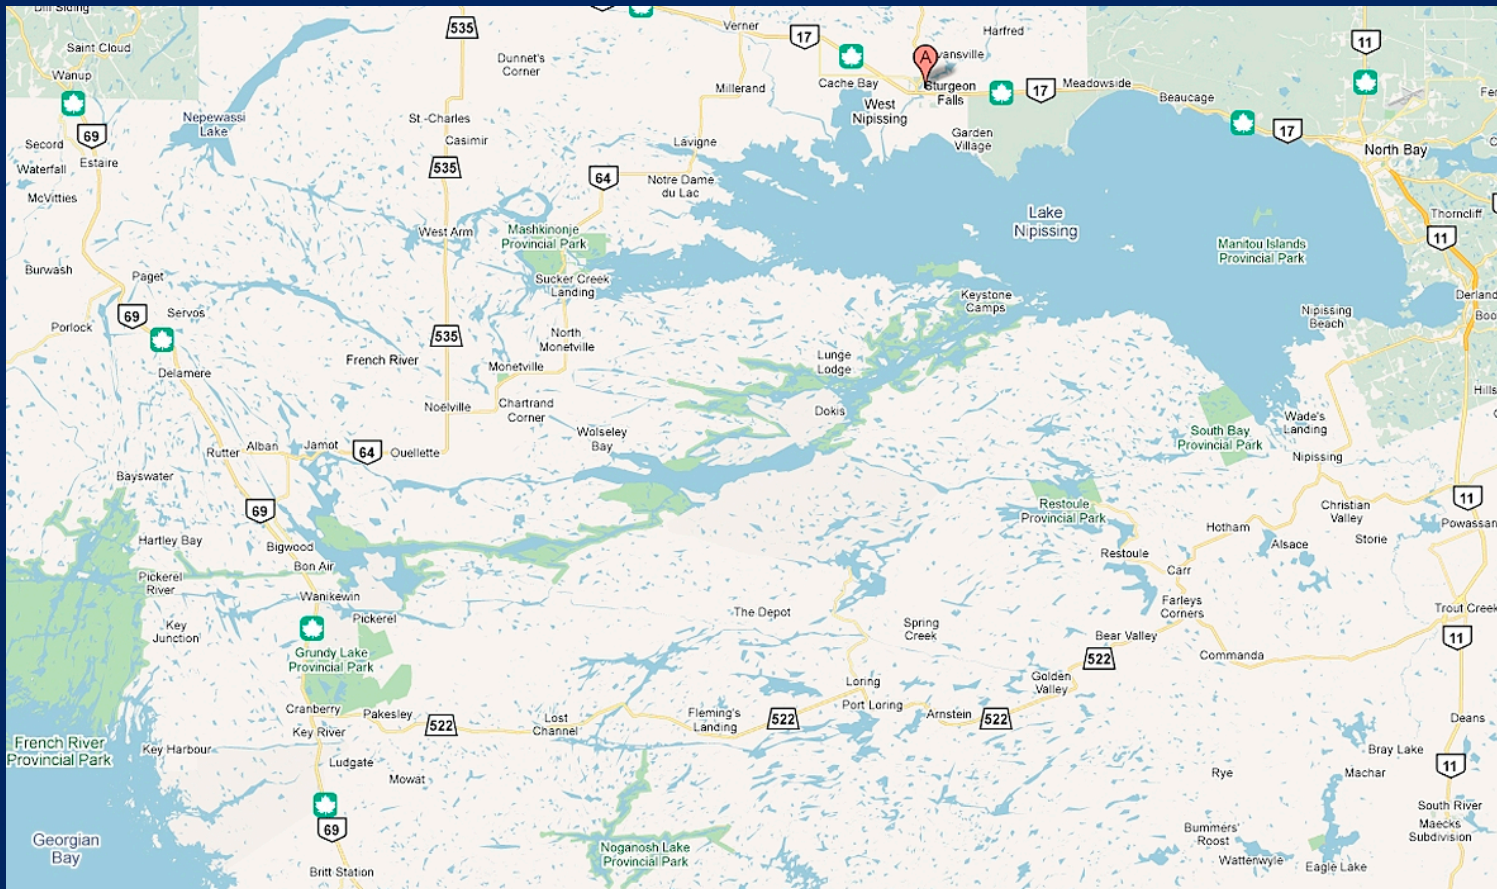 Dill Siding
535
Verner
17
Harfred
11
Saint Cloud
Dunnet's
Corner
A
Evansville
Wanup
Millerand
Cache Bay
Sturgeon
Falls
17
Meadowside
Beaucage
West
Nipissing
Nepewassi
Lake
St.-Charles
69
Casimir
Lavigne
Garden
Village
17
North Bay
Secord
Estaire
Waterfall
535
64
Notre Dame
du Lac
McVitties
Lake
Nipissing
Thorncliff
West Arm
Mashkinonje
Provincial Park
Manitou Islands
Provincial Park
11
Burwash
Paget
Sucker Creek
Landing
Keystone
Camps
Derland
69
Servos
Nipissing
Beach
Porlock
535
North
Monetville
French River
Lunge
Lodge
Delamere
Monetville
Noëlville
Chartrand
Corner
Dokis
Wade's
Landing
Wolseley
Bay
South Bay
Provincial Park
Rutter
Alban
Jamot
64
Ouellette
Nipissing
Bayswater
69
Restoule
Provincial Park
11
Christian
Valley
Powassan
Hotham
Storie
Alsace
Hartley Bay
Bigwood
Restoule
Bon Air
Carr
Pickerel
River
Wanikewin
Farleys
Corners
The Depot
Trout Creek
Key
Junction
Pickerel
Spring
Creek
Bear Valley
11
Grundy Lake
Provincial Park
522
Commanda
Loring
Golden
Valley
Cranberry
Pakesley
522
Lost
Channel
Fleming's
Landing
522
Port Loring
Arnstein
522
Deans
Key River
French River
Provincial Park
Key Harbour
Bray Lake
Ludgate
Mowat
Rye
Machar
11
69
South River
Maecks
Subdivision
Georgian
Bay
Noganosh Lake
Provincial Park
Bummers'
Roost
Wattenwyle
Eagle Lake
Britt Station